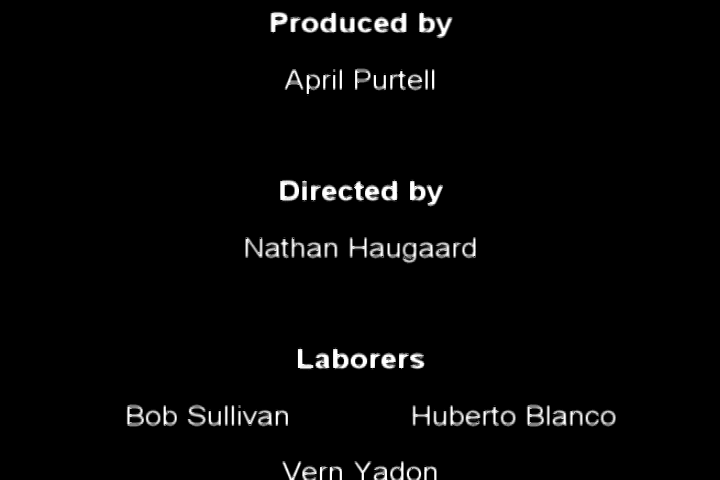 Produced by
April Purtell
Directed by
Nathan Haugaard
Laborers
Bob Sullivan Huberto Blanco
Vern Yadon